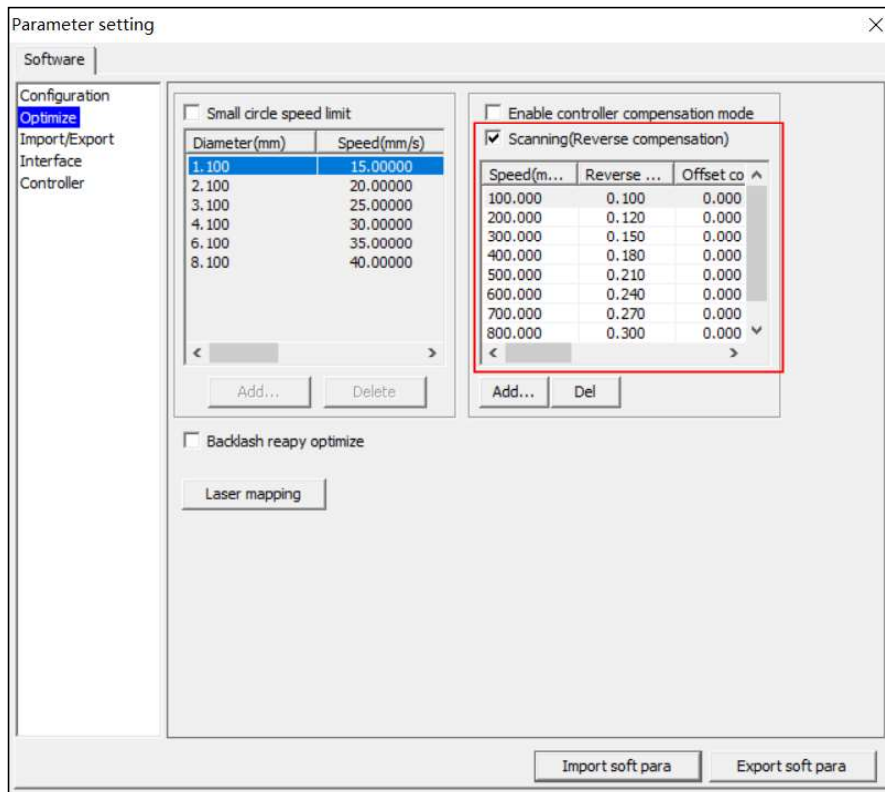 Parameter setting
Software
Configuration
Optimize
Import/Export
Interface
Controller
Small circle speed limit
Diameter(mm) Speed(mm/s)
1.100 15.00000
2.100 20.00000
3.100 25.00000
4.100 30.00000
6.100 35.00000
8.100 40.00000
Add... Delete
Enable controller compensation mode
Scanning(Reverse compensation)
Speed(m... Reverse ... Offset co
100.000 0.100 0.000
200.000 0.120 0.000
300.000 0.150 0.000
400.000 0.180 0.000
500.000 0.210 0.000
600.000 0.240 0.000
700.000 0.270 0.000
800.000 0.300 0.000
Add... Del
Backlash reapy optimize
Laser mapping
Import soft para Export soft para